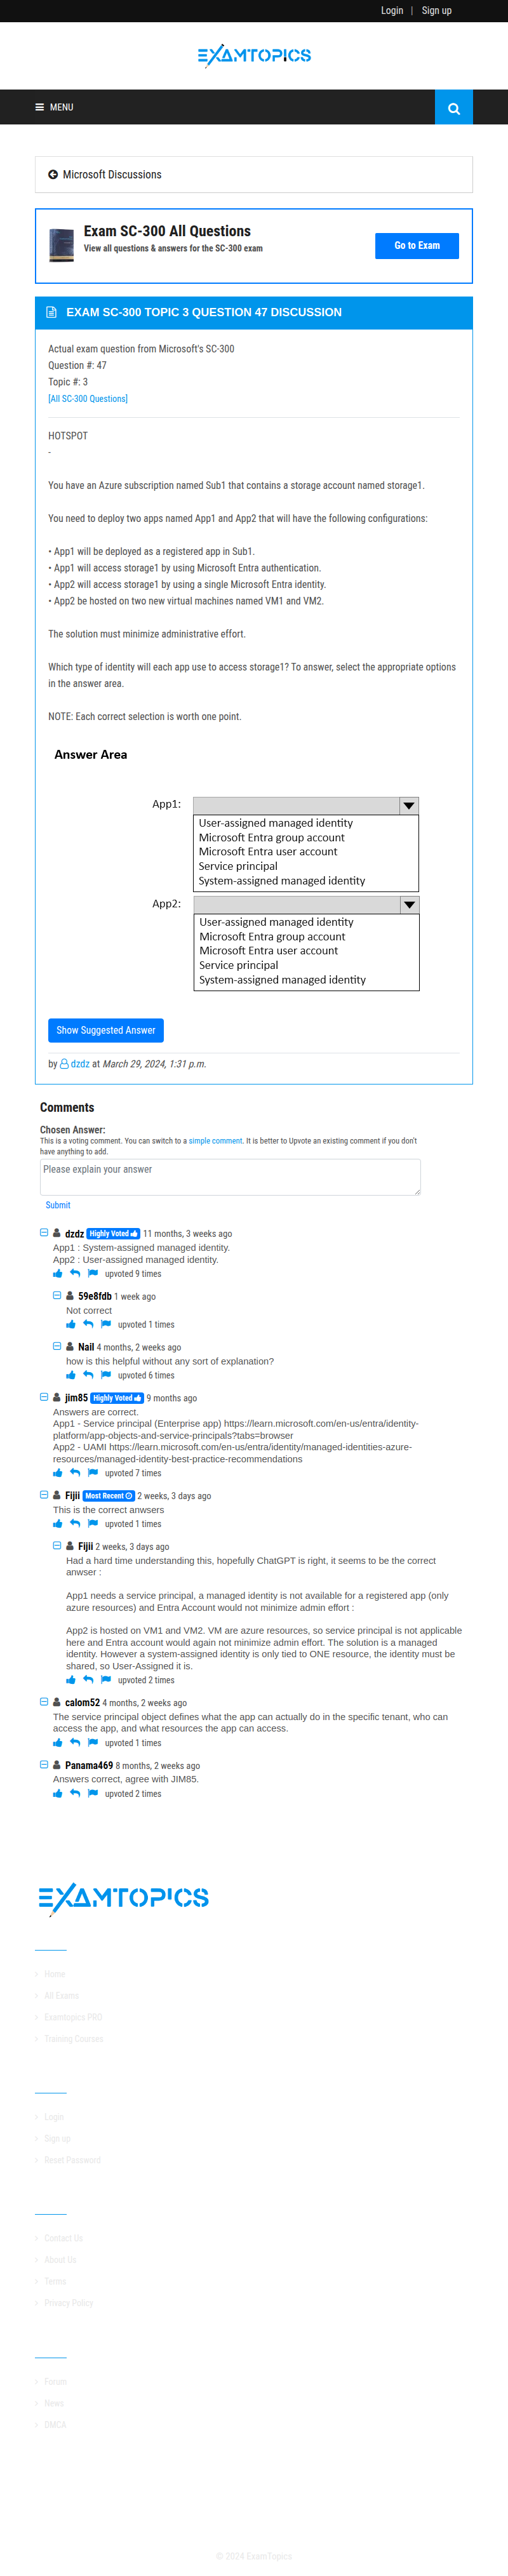 Login | Sign up
EXAMTOPICS
MENU
Microsoft Discussions
Exam SC-300 All Questions
View all questions & answers for the SC-300 exam
Go to Exam
EXAM SC-300 TOPIC 3 QUESTION 47 DISCUSSION
Actual exam question from Microsoft's SC-300
Question #: 47
Topic #: 3
[All SC-300 Questions]
HOTSPOT
-
You have an Azure subscription named Sub1 that contains a storage account named storage1.
You need to deploy two apps named App1 and App2 that will have the following configurations:
• App1 will be deployed as a registered app in Sub1.
• App1 will access storage1 by using Microsoft Entra authentication.
• App2 will access storage1 by using a single Microsoft Entra identity.
• App2 be hosted on two new virtual machines named VM1 and VM2.
The solution must minimize administrative effort.
Which type of identity will each app use to access storage1? To answer, select the appropriate options
in the answer area.
NOTE: Each correct selection is worth one point.
Answer Area
App1:
User-assigned managed identity
Microsoft Entra group account
Microsoft Entra user account
Service principal
System-assigned managed identity
App2:
User-assigned managed identity
Microsoft Entra group account
Microsoft Entra user account
Service principal
System-assigned managed identity
Show Suggested Answer
by dzdz at March 29, 2024, 1:31 p.m.
Comments
Chosen Answer:
This is a voting comment. You can switch to a simple comment. It is better to Upvote an existing comment if you don't
have anything to add.
Please explain your answer
Submit
dzdz Highly Voted 11 months, 3 weeks ago
App1 : System-assigned managed identity.
App2 : User-assigned managed identity.
upvoted 9 times
59e8fdb 1 week ago
Not correct
upvoted 1 times
Nail 4 months, 2 weeks ago
how is this helpful without any sort of explanation?
upvoted 6 times
jim85 Highly Voted 9 months ago
Answers are correct.
App1 - Service principal (Enterprise app) https://learn.microsoft.com/en-us/entra/identity-
platform/app-objects-and-service-principals?tabs=browser
App2 - UAMI https://learn.microsoft.com/en-us/entra/identity/managed-identities-azure-
resources/managed-identity-best-practice-recommendations
upvoted 7 times
Fijii Most Recent 2 weeks, 3 days ago
This is the correct anwsers
upvoted 1 times
Fijii 2 weeks, 3 days ago
Had a hard time understanding this, hopefully ChatGPT is right, it seems to be the correct
anwser :
App1 needs a service principal, a managed identity is not available for a registered app (only
azure resources) and Entra Account would not minimize admin effort :
App2 is hosted on VM1 and VM2. VM are azure resources, so service principal is not applicable
here and Entra account would again not minimize admin effort. The solution is a managed
identity. However a system-assigned identity is only tied to ONE resource, the identity must be
shared, so User-Assigned it is.
upvoted 2 times
calom52 4 months, 2 weeks ago
The service principal object defines what the app can actually do in the specific tenant, who can
access the app, and what resources the app can access.
upvoted 1 times
Panama469 8 months, 2 weeks ago
Answers correct, agree with JIM85.
upvoted 2 times
EXAMTOPICS
Home
All Exams
Examtopics PRO
Training Courses
Login
Sign up
Reset Password
Contact Us
About Us
Terms
Privacy Policy
Forum
News
DMCA
© 2024 ExamTopics